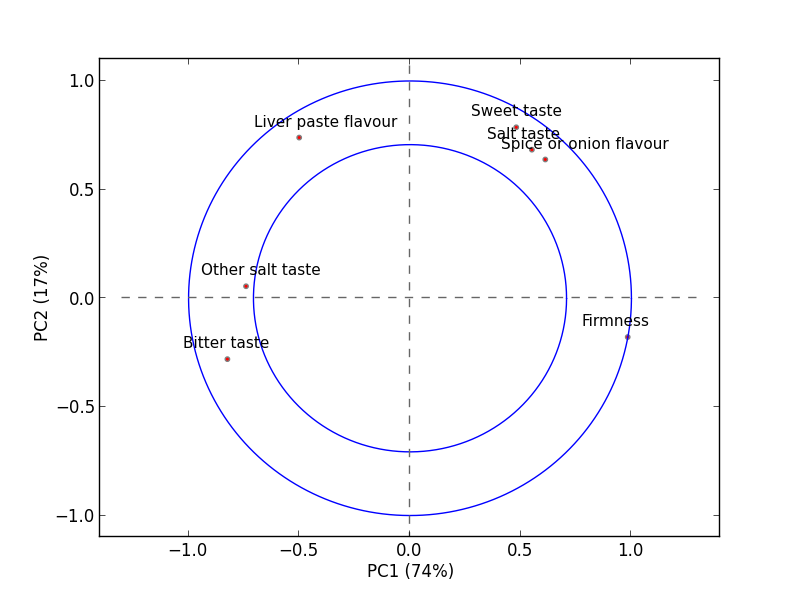 1.0
Sweet taste
Liver paste flavour
Salt taste
Spice or onion flavour
0.5
Other salt taste
PC2 (17%)
0.0
Firmness
Bitter taste
−0.5
−1.0
−1.0 −0.5 0.0 0.5 1.0
PC1 (74%)